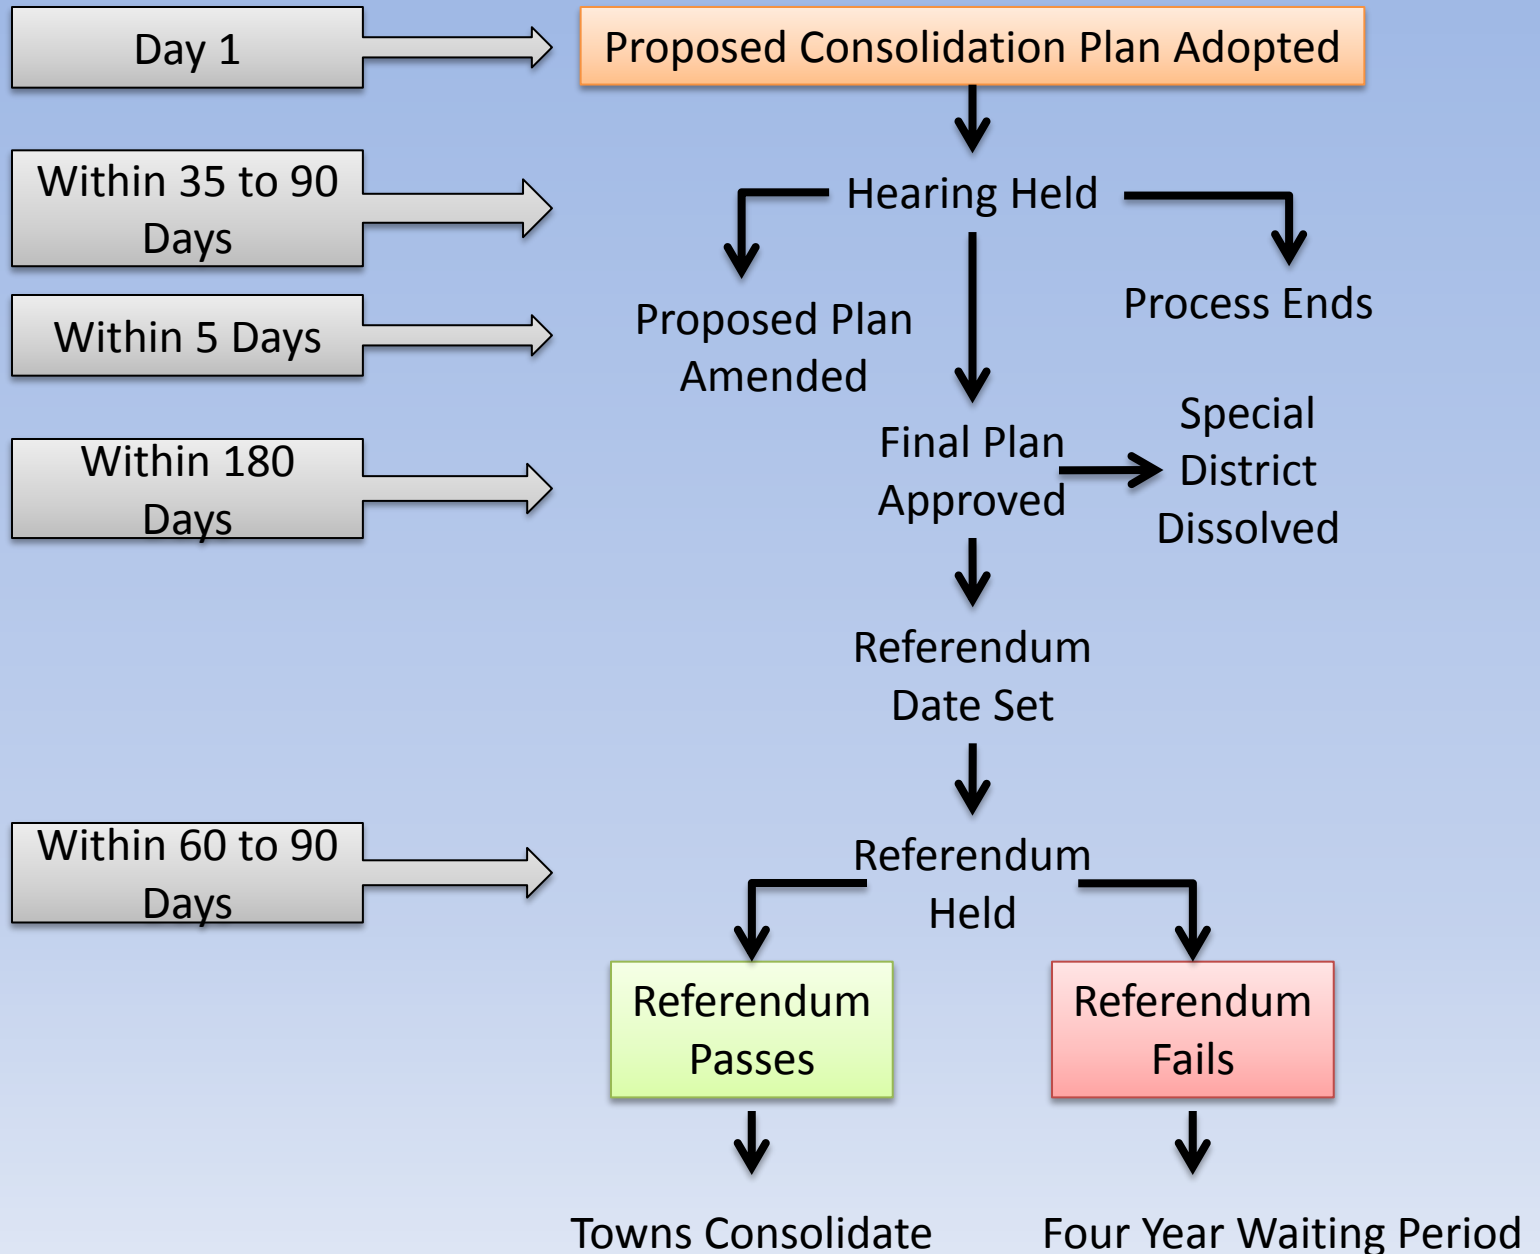 Day 1
Proposed Consolidation Plan Adopted
Within 35 to 90
Days
Hearing Held
Within 5 Days
Proposed Plan
Amended
Process Ends
Within 180
Days
Final Plan
Approved
Special
District
Dissolved
Referendum
Date Set
Within 60 to 90
Days
Referendum
Held
Referendum
Passes
Referendum
Fails
Towns Consolidate
Four Year Waiting Period